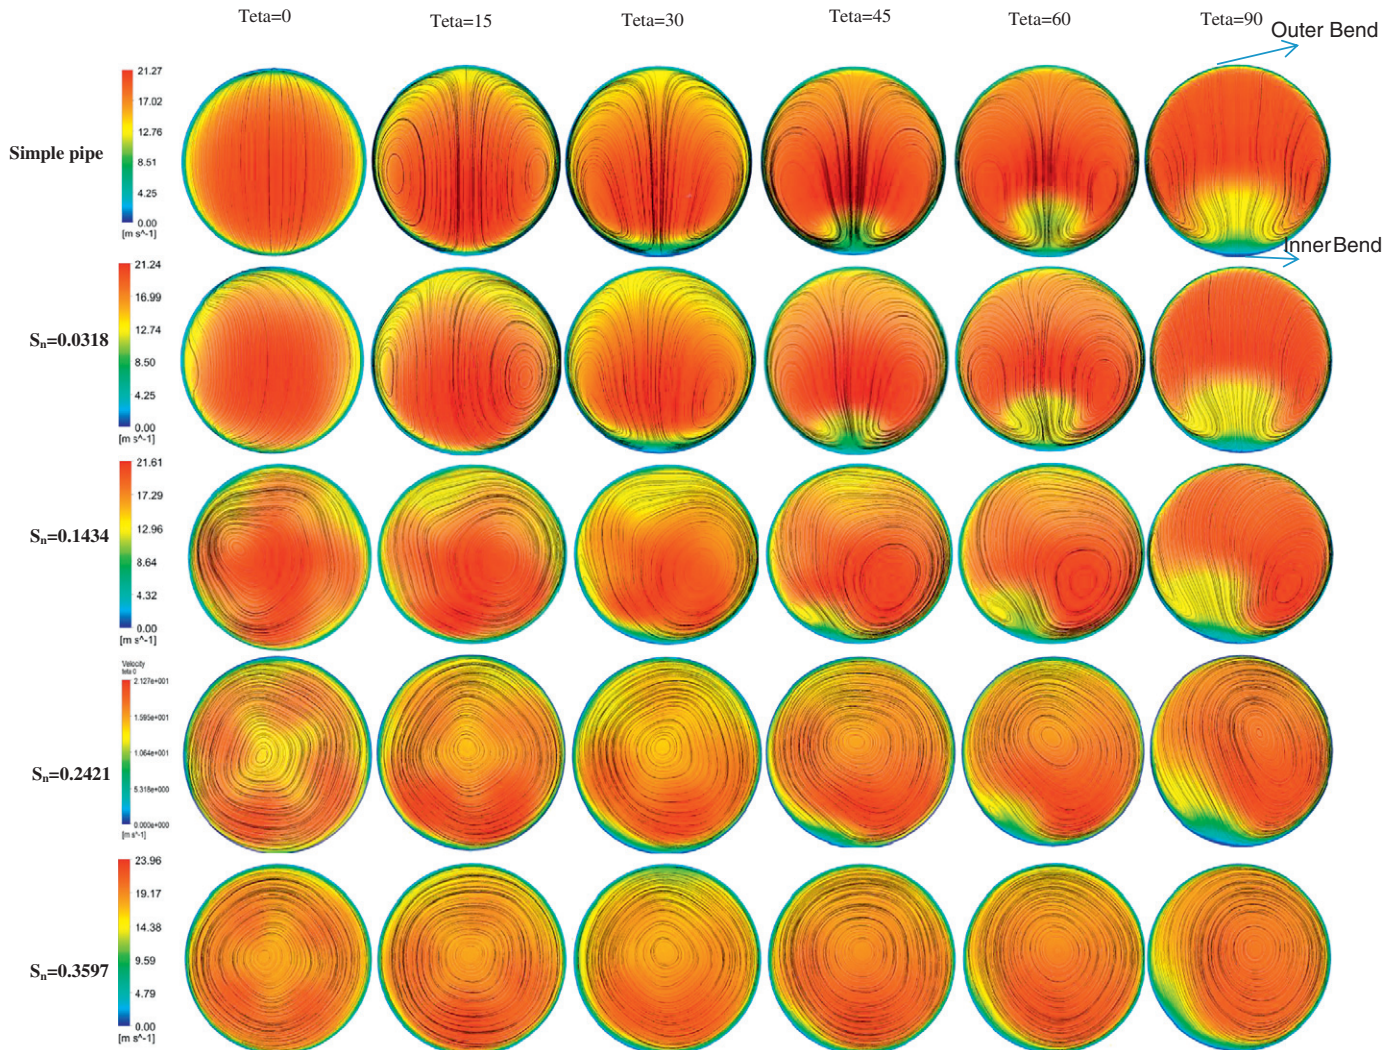 Teta=0 Teta=15 Teta=30 Teta=45 Teta=60 Teta=90
Outer Bend
Simple pipe
21.27
17.02
12.76
8.51
4.25
0.00
[m s^-1]
Inner Bend
Sn=0.0318
21.24
16.99
12.74
8.50
4.25
0.00
[m s^-1]
Sn=0.1434
21.61
17.29
12.96
8.64
4.32
0.00
[m s^-1]
Sn=0.2421
Velocity
teta 0
2.127e+001
1.595e+001
1.064e+001
5.318e+000
0.000e+000
[m s^-1]
Sn=0.3597
23.96
19.17
14.38
9.59
4.79
0.00
[m s^-1]